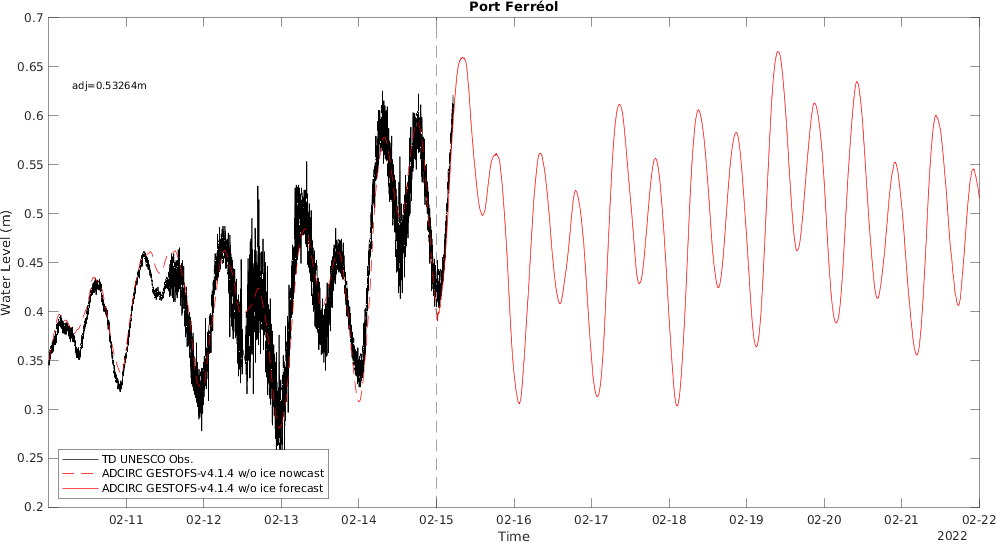 Port Ferréol
0.7
0.65
0.6
0.55
0.5
0.45
0.4
0.35
0.3
0.25
0.2
Water Level (m)
adj=0.53264m
TD UNESCO Obs.
ADCIRC GESTOFS-v4.1.4 w/o ice nowcast
ADCIRC GESTOFS-v4.1.4 w/o ice forecast
02-11 02-12 02-13 02-14 02-15 02-16 02-17 02-18 02-19 02-20 02-21 02-22
Time
2022